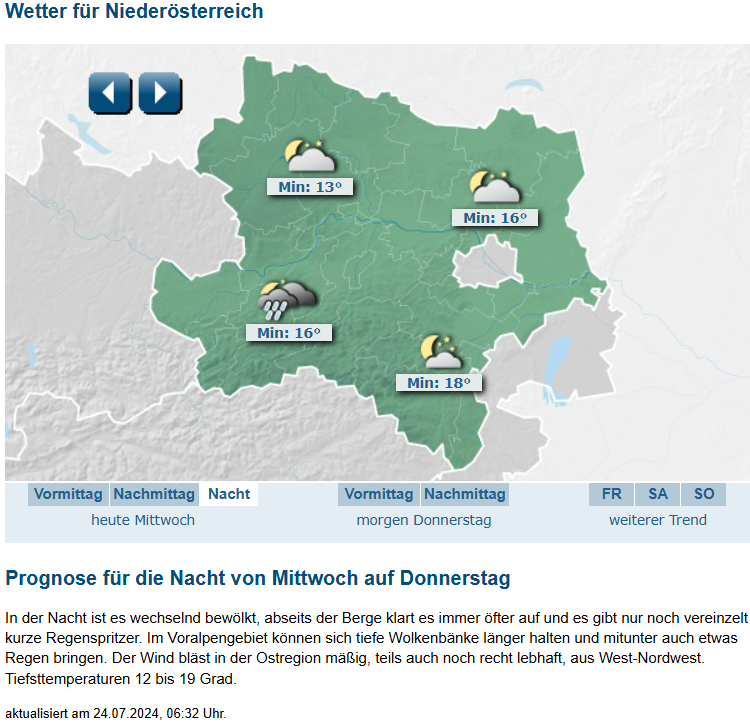 Wetter für Niederösterreich
Min: 13°
Min: 16°
Min: 16°
Min: 18°
Vormittag Nachmittag Nacht
heute Mittwoch
Vormittag Nachmittag
morgen Donnerstag
FR SA SO
weiterer Trend
Prognose für die Nacht von Mittwoch auf Donnerstag
In der Nacht ist es wechselnd bewölkt, abseits der Berge klart es immer öfter auf und es gibt nur noch vereinzelt
kurze Regenspritzer. Im Voralpengebiet können sich tiefe Wolkenbänke länger halten und mitunter auch etwas
Regen bringen. Der Wind bläst in der Ostregion mäßig, teils auch noch recht lebhaft, aus West-Nordwest.
Tiefsttemperaturen 12 bis 19 Grad.
aktualisiert am 24.07.2024, 06:32 Uhr.